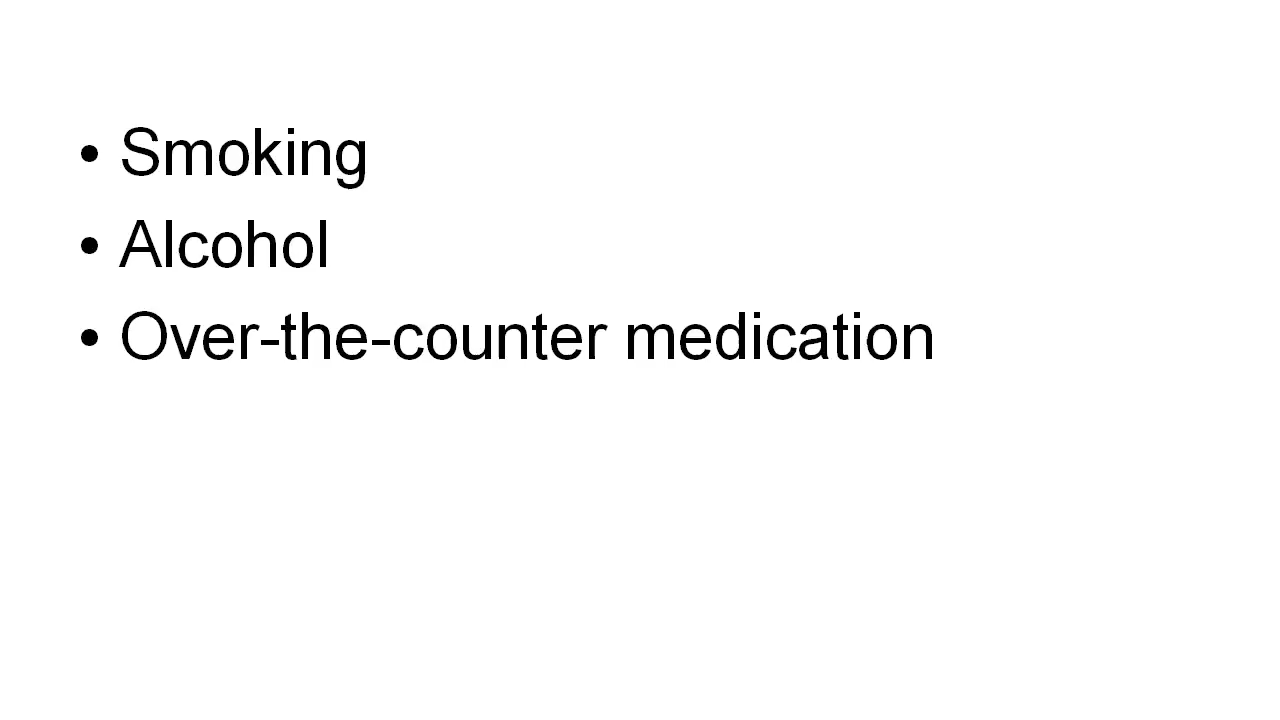 • Smoking
• Alcohol
• Over-the-counter medication